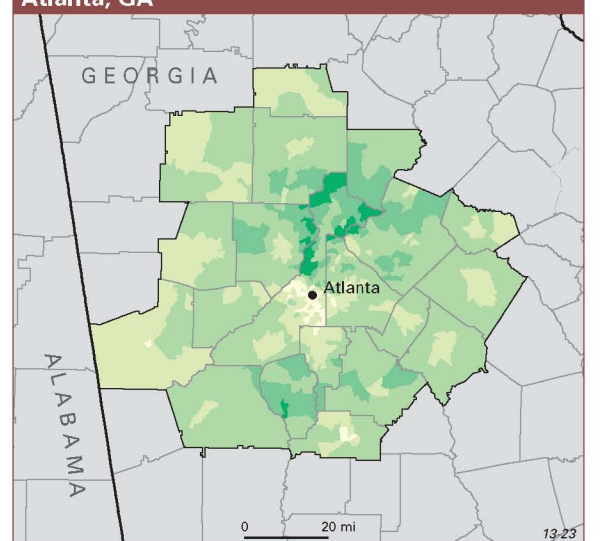 Atlanta, GA
GEORGIA
Atlanta
ALABAMA
0 20 mi
13-23